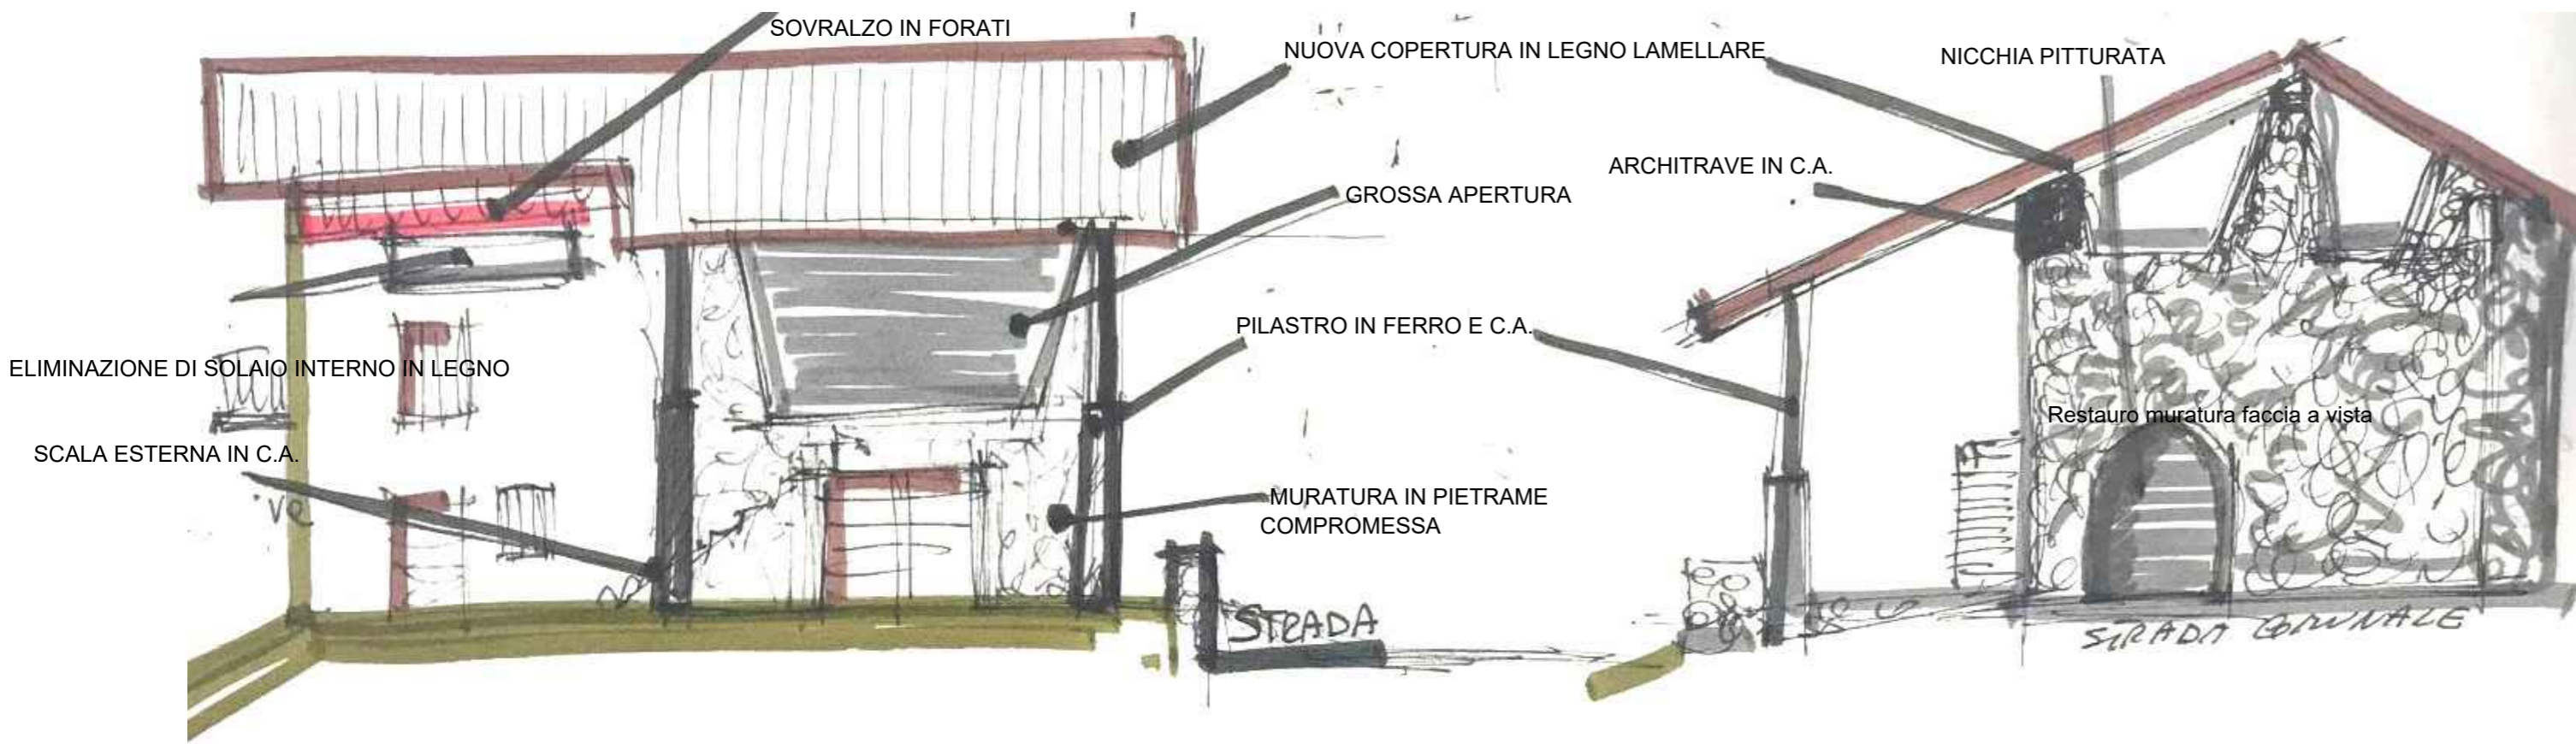 SOVRALZO IN FORATI
NUOVA COPERTURA IN LEGNO LAMELLARE
NICCHIA PITTURATA
ARCHITRAVE IN C.A.
GROSSA APERTURA
PILASTRO IN FERRO E C.A.
ELIMINAZIONE DI SOLAIO INTERNO IN LEGNO
Restauro muratura faccia a vista
SCALA ESTERNA IN C.A.
MURATURA IN PIETRAME
COMPROMESSA
STRADA
STRADA COMUNALE